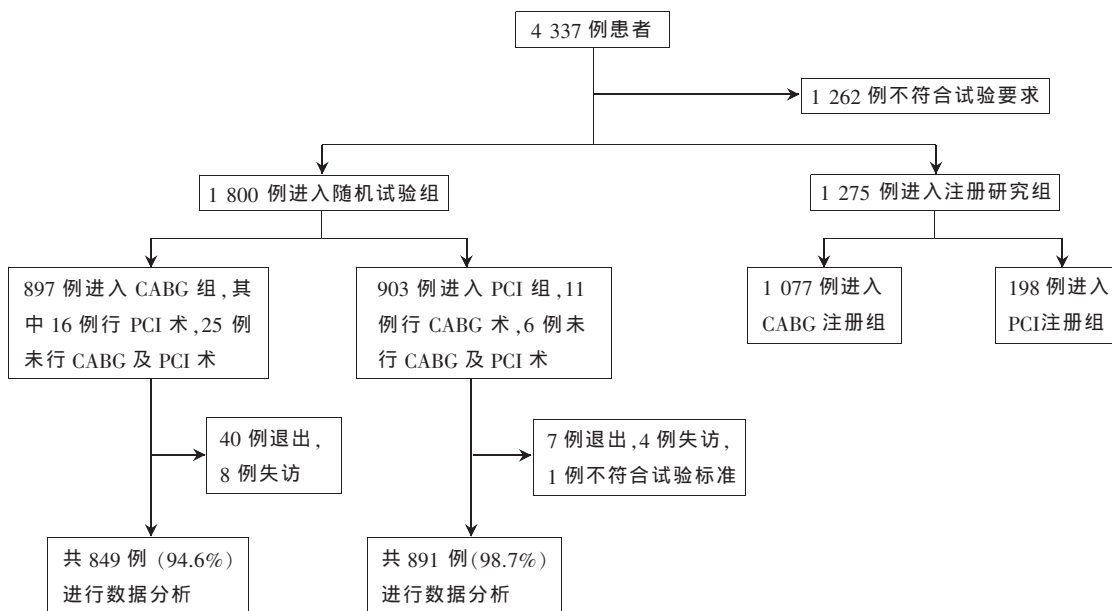 4 337 例患者
1 262 例不符合试验要求
1 800 例进入随机试验组
1 275 例进入注册研究组
897 例进入 CABG 组,其
中 16 例行 PCI 术,25 例
未行 CABG 及 PCI 术
903 例进入 PCI 组,11
例行 CABG 术,6 例未
行 CABG 及 PCI 术
1 077 例进入
CABG 注册组
198 例进入
PCI注册组
40 例退出,
8 例失访
7 例退出,4 例失访,
1 例不符合试验标准
共 849 例 (94.6%)
进行数据分析
共 891 例(98.7%)
进行数据分析